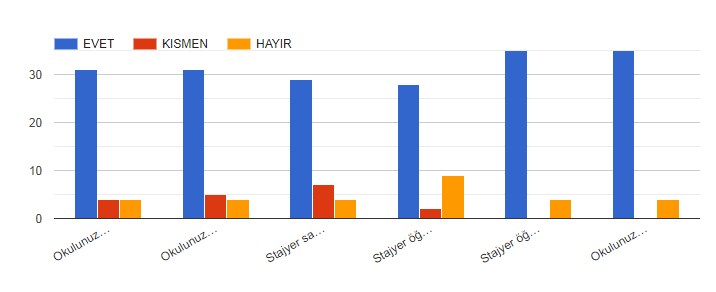 EVET KISMEN HAYIR
30
20
10
0
Okulunuz… Okulunuz… Stajyer sa… Stajyer öğ… Stajyer öğ… Okulunuz…